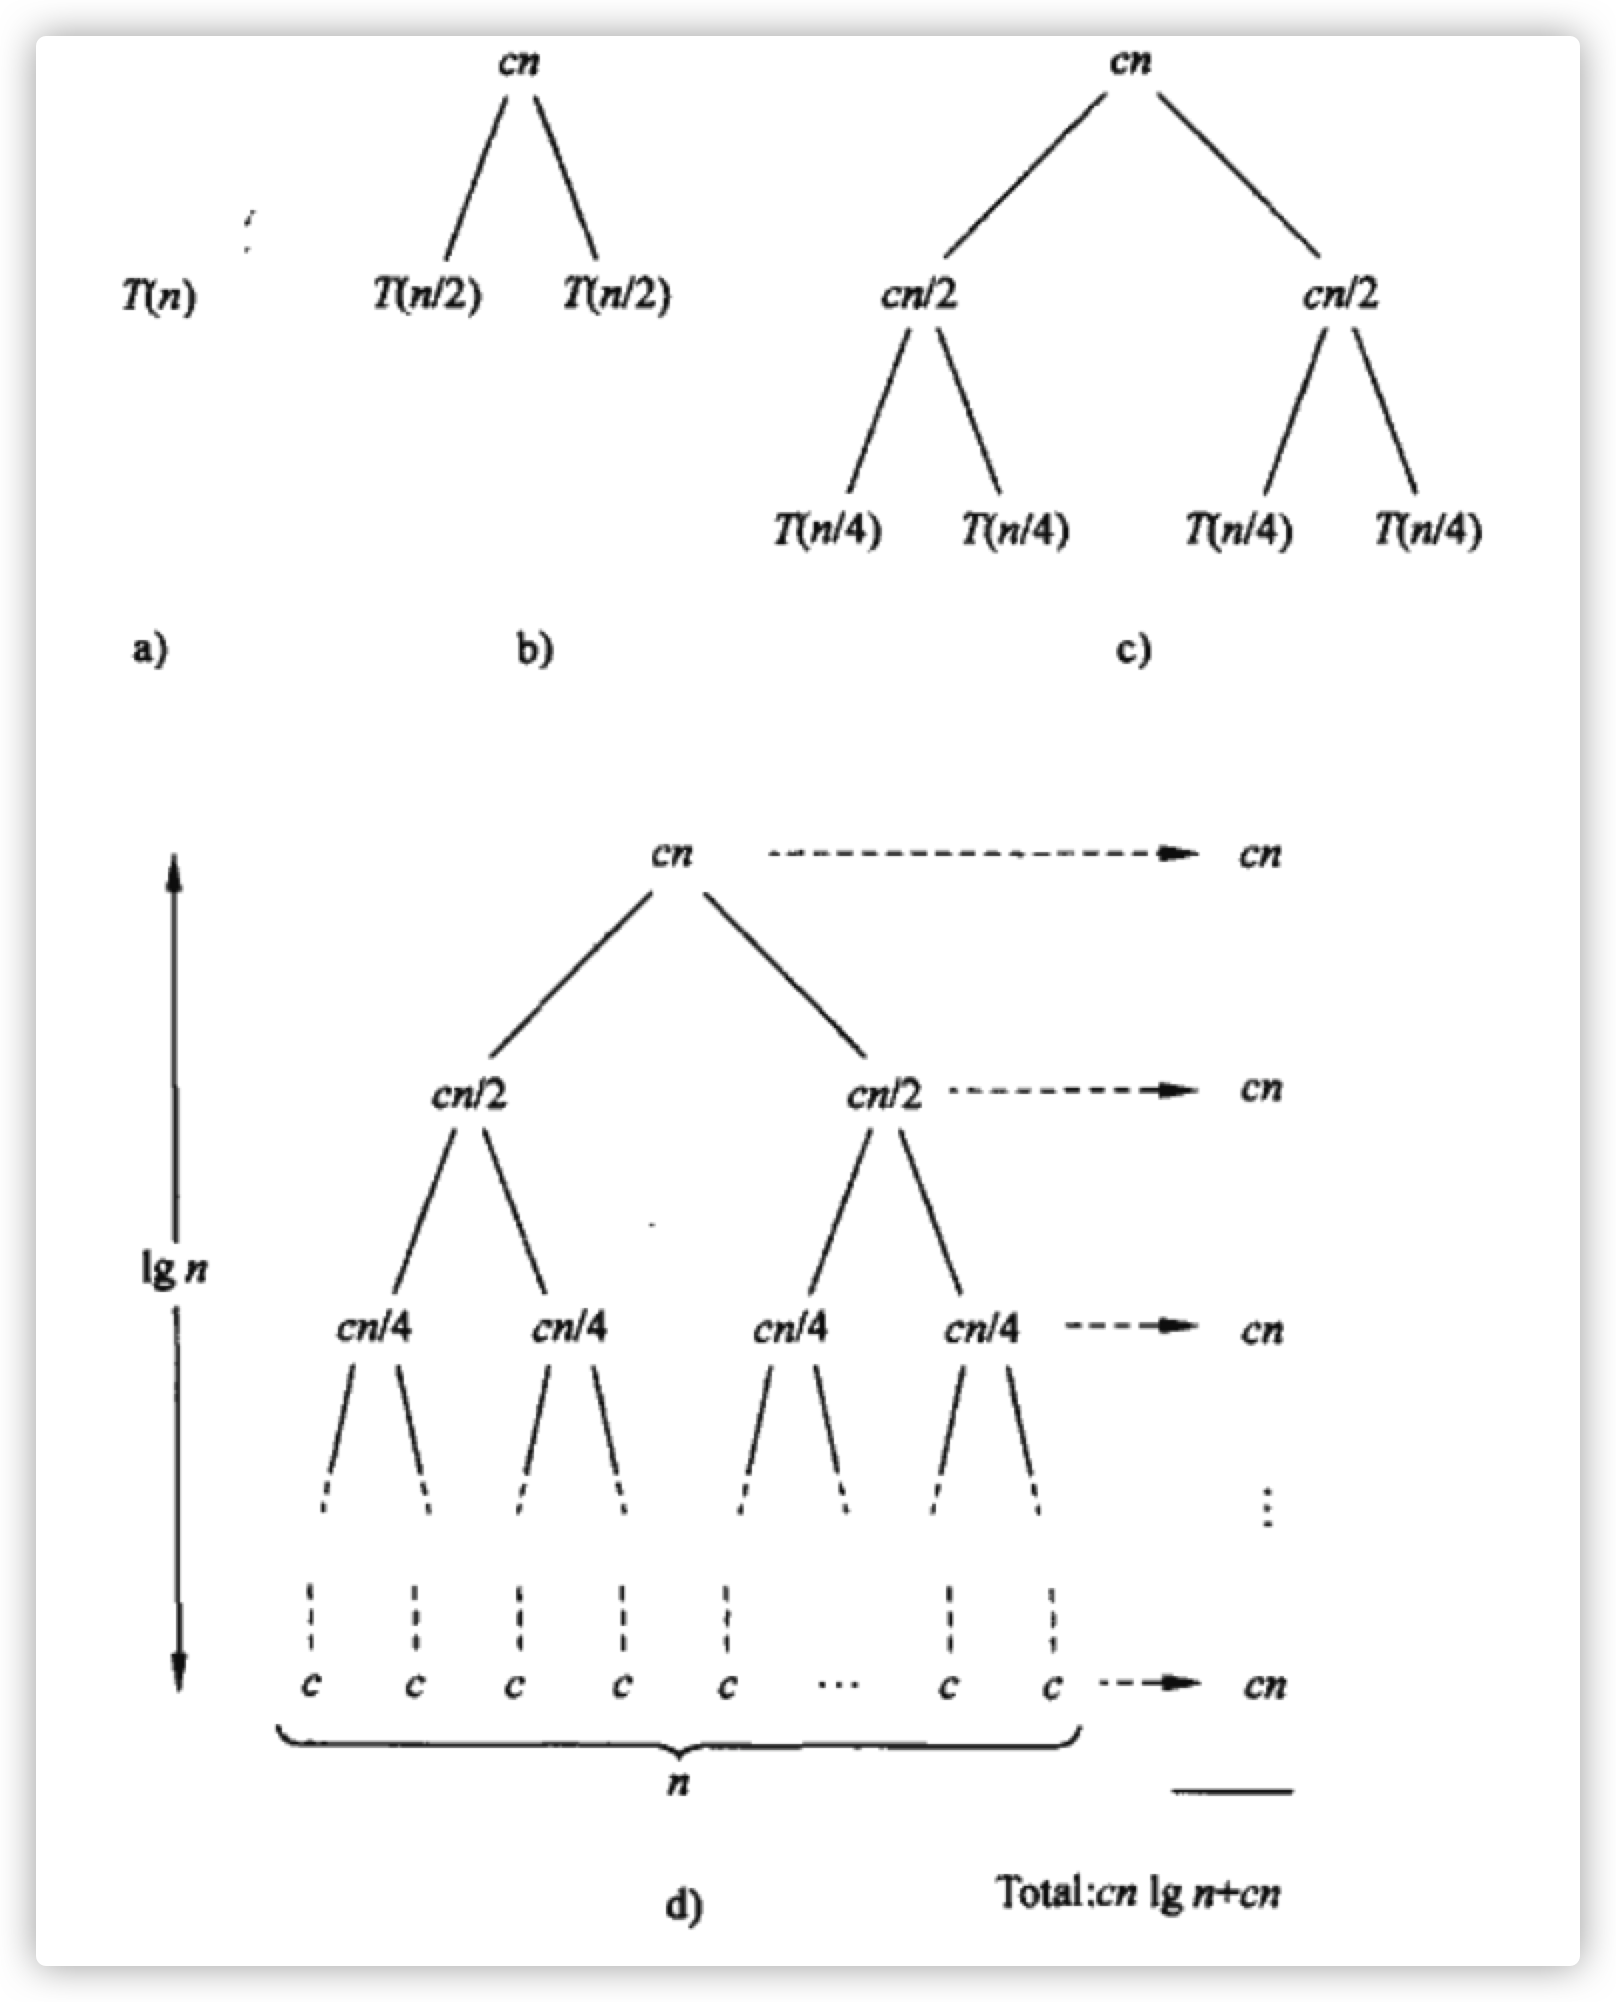 cn cn
T(n) T(n/2) T(n/2) cn/2 cn/2
T(n/4) T(n/4) T(n/4) T(n/4)
a) b) c)
cn cn
cn/2 cn/2 cn
lg n
cn/4 cn/4 cn/4 cn/4 cn
⋮
c c c c c ... c c cn
n
Total:cn lg n+cn
d)